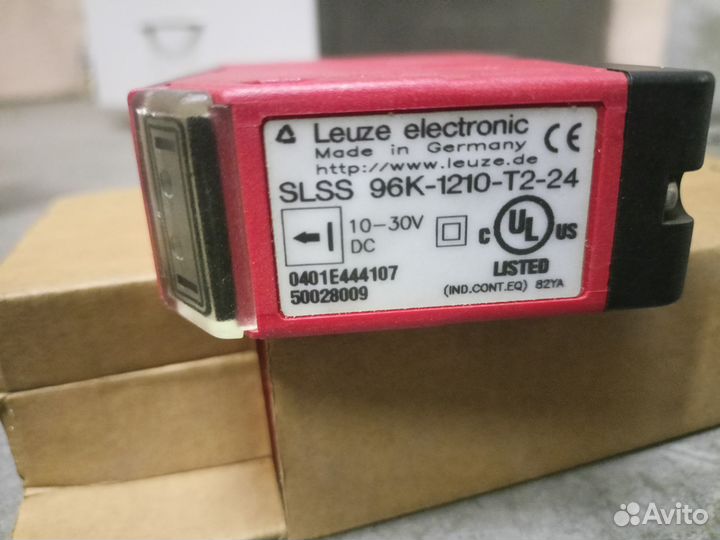 Leuze electronic
Made in Germany
http://www.leuze.de
CE
SLSS 96K-1210-T2-24
10-30V
DC
C UL US
LISTED
0401E444107
50028009
(IND.CONT.EQ) 82YA
Avito